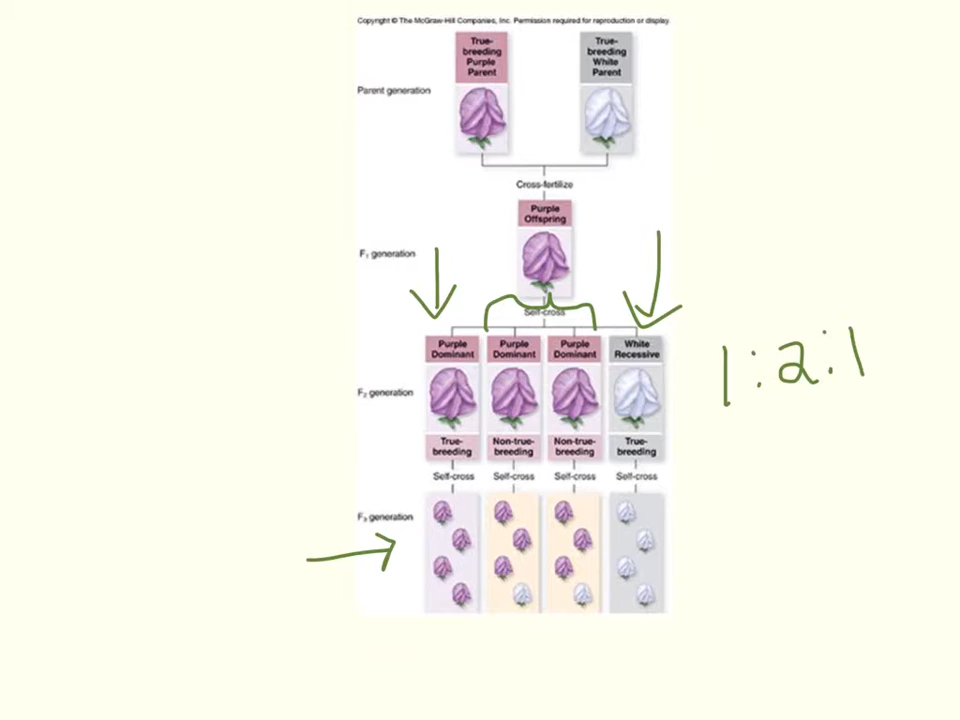 Copyright © The McGraw-Hill Companies, Inc. Permission required for reproduction or display.
True-
breeding
Purple
Parent
True-
breeding
White
Parent
Parent generation
Cross-fertilize
Purple
Offspring
F₁ generation
Self-cross
Purple
Dominant
Purple
Dominant
Purple
Dominant
White
Recessive
1:2:1
F₂ generation
True-
breeding
Non-true-
breeding
Non-true-
breeding
True-
breeding
Self-cross
Self-cross
Self-cross
Self-cross
F₃ generation